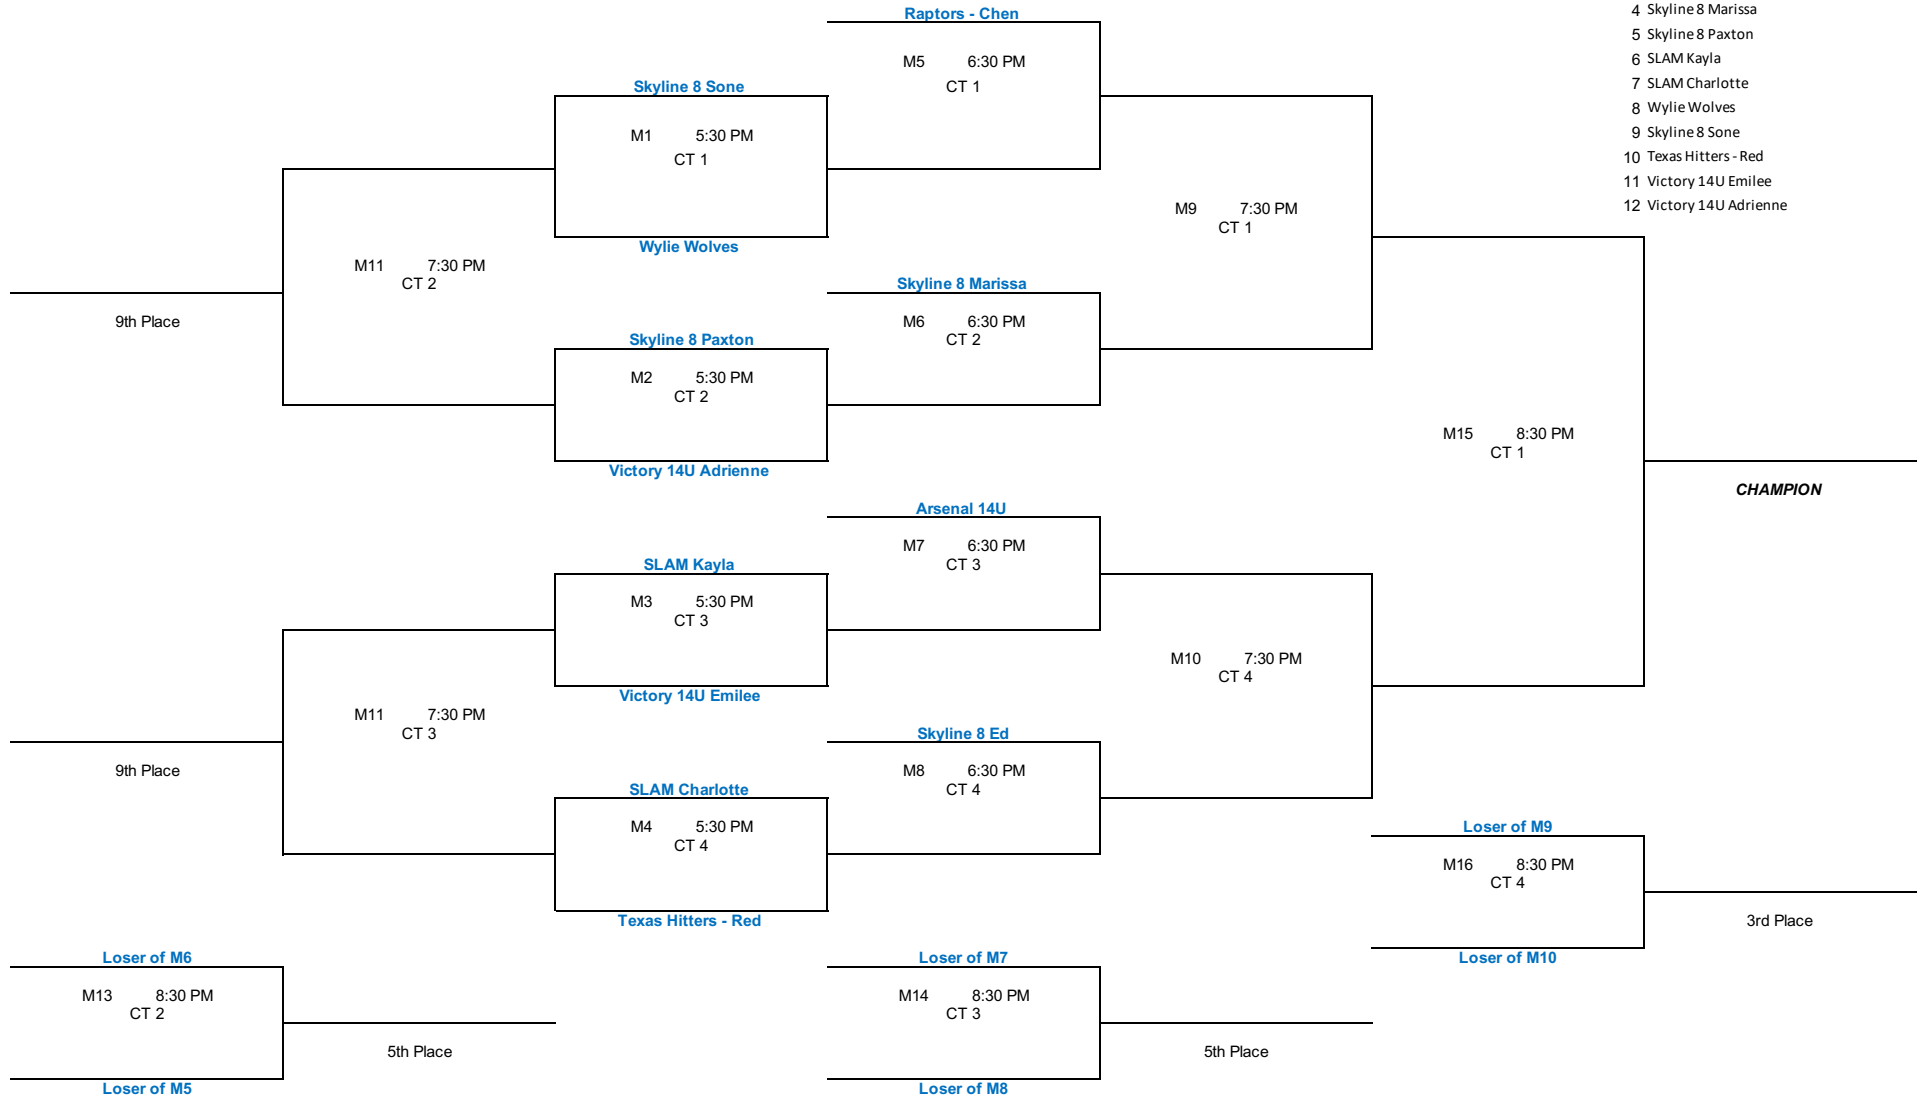 Raptors - Chen
4 Skyline 8 Marissa
5 Skyline 8 Paxton
6 SLAM Kayla
7 SLAM Charlotte
8 Wylie Wolves
9 Skyline 8 Sone
10 Texas Hitters - Red
11 Victory 14U Emilee
12 Victory 14U Adrienne
M5 6:30 PM
CT 1
Skyline 8 Sone
M1 5:30 PM
CT 1
Wylie Wolves
M9 7:30 PM
CT 1
M11 7:30 PM
CT 2
9th Place
Skyline 8 Marissa
M6 6:30 PM
CT 2
Skyline 8 Paxton
M2 5:30 PM
CT 2
Victory 14U Adrienne
M15 8:30 PM
CT 1
CHAMPION
Arsenal 14U
M7 6:30 PM
CT 3
SLAM Kayla
M3 5:30 PM
CT 3
Victory 14U Emilee
M10 7:30 PM
CT 4
M11 7:30 PM
CT 3
9th Place
Skyline 8 Ed
M8 6:30 PM
CT 4
SLAM Charlotte
M4 5:30 PM
CT 4
Texas Hitters - Red
Loser of M9
M16 8:30 PM
CT 4
3rd Place
Loser of M10
Loser of M6
M13 8:30 PM
CT 2
5th Place
Loser of M5
Loser of M7
M14 8:30 PM
CT 3
5th Place
Loser of M8